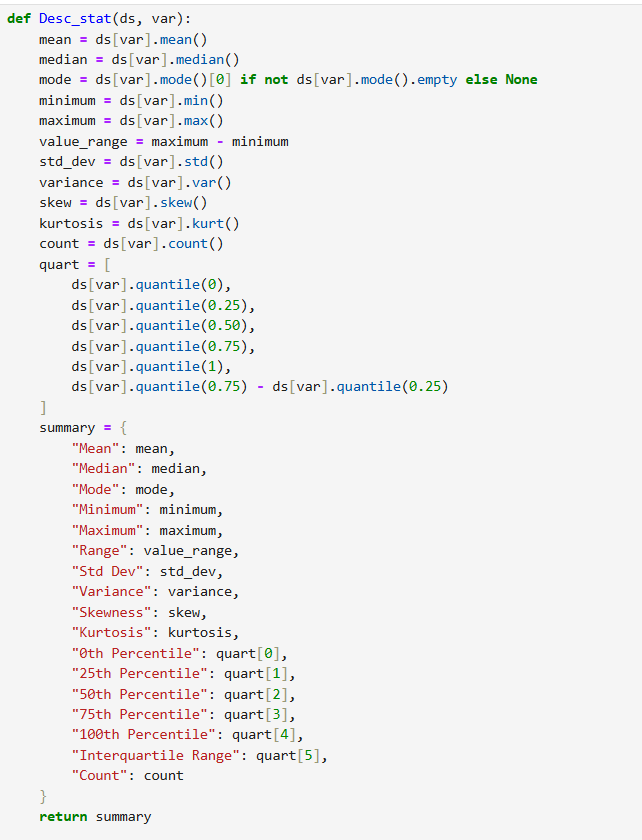 def Desc_stat(ds, var):
    mean = ds[var].mean()
    median = ds[var].median()
    mode = ds[var].mode()[0] if not ds[var].mode().empty else None
    minimum = ds[var].min()
    maximum = ds[var].max()
    value_range = maximum - minimum
    std_dev = ds[var].std()
    variance = ds[var].var()
    skew = ds[var].skew()
    kurtosis = ds[var].kurt()
    count = ds[var].count()
    quart = [
        ds[var].quantile(0),
        ds[var].quantile(0.25),
        ds[var].quantile(0.50),
        ds[var].quantile(0.75),
        ds[var].quantile(1),
        ds[var].quantile(0.75) - ds[var].quantile(0.25)
    ]
    summary = {
        "Mean": mean,
        "Median": median,
        "Mode": mode,
        "Minimum": minimum,
        "Maximum": maximum,
        "Range": value_range,
        "Std Dev": std_dev,
        "Variance": variance,
        "Skewness": skew,
        "Kurtosis": kurtosis,
        "0th Percentile": quart[0],
        "25th Percentile": quart[1],
        "50th Percentile": quart[2],
        "75th Percentile": quart[3],
        "100th Percentile": quart[4],
        "Interquartile Range": quart[5],
        "Count": count
    }
    return summary